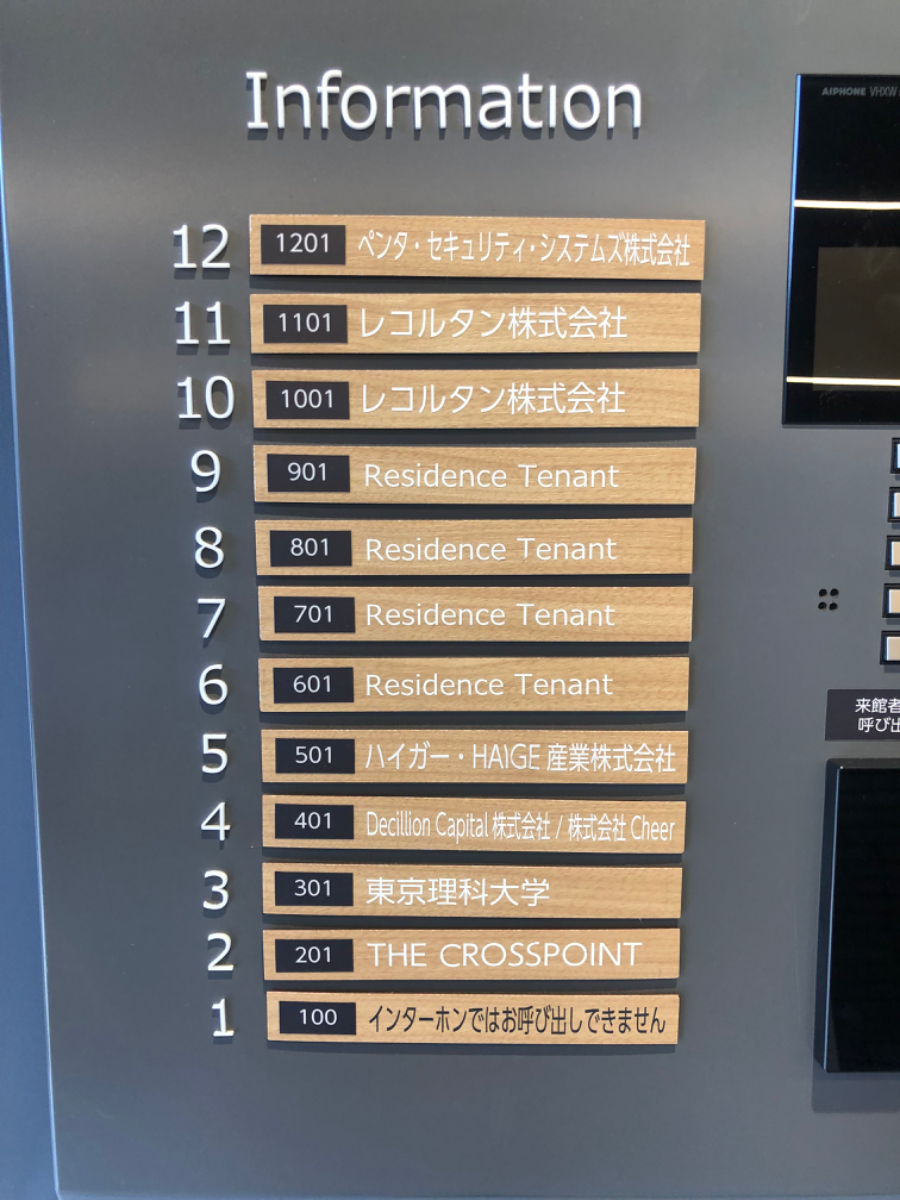 Information
AIPHONE VHXW
12 1201 ペンタ・セキュリティ・システムズ株式会社
11 1101 レコルタン株式会社
10 1001 レコルタン株式会社
9 901 Residence Tenant
8 801 Residence Tenant
7 701 Residence Tenant
6 601 Residence Tenant
5 501 ハイガー・HAIGE 産業株式会社
4 401 Decillion Capital 株式会社 / 株式会社 Cheer
3 301 東京理科大学
2 201 THE CROSSPOINT
1 100 インターホンではお呼び出しできません
来館者
呼び出